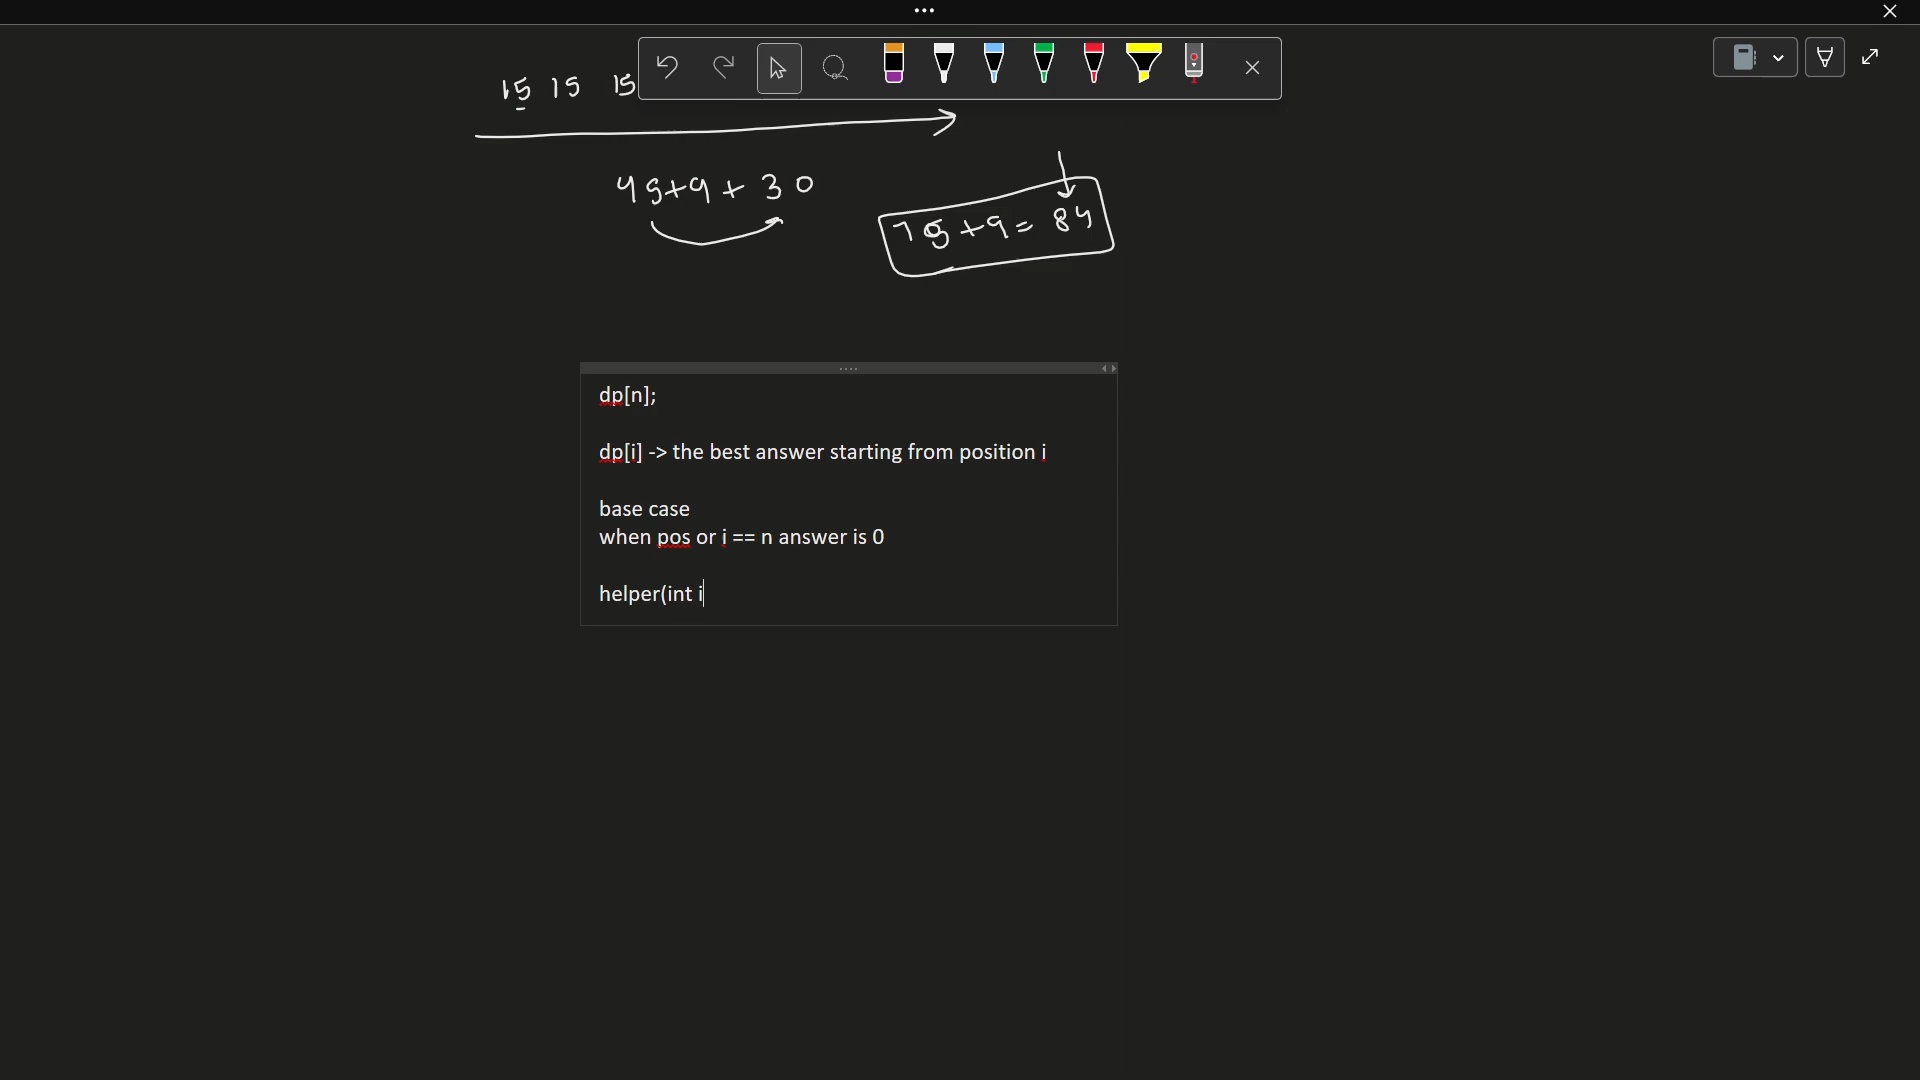 15 15 15
45+9+30
75+9=84
dp[n];
dp[i] -> the best answer starting from position i
base case
when pos or i == n answer is 0
helper(int i